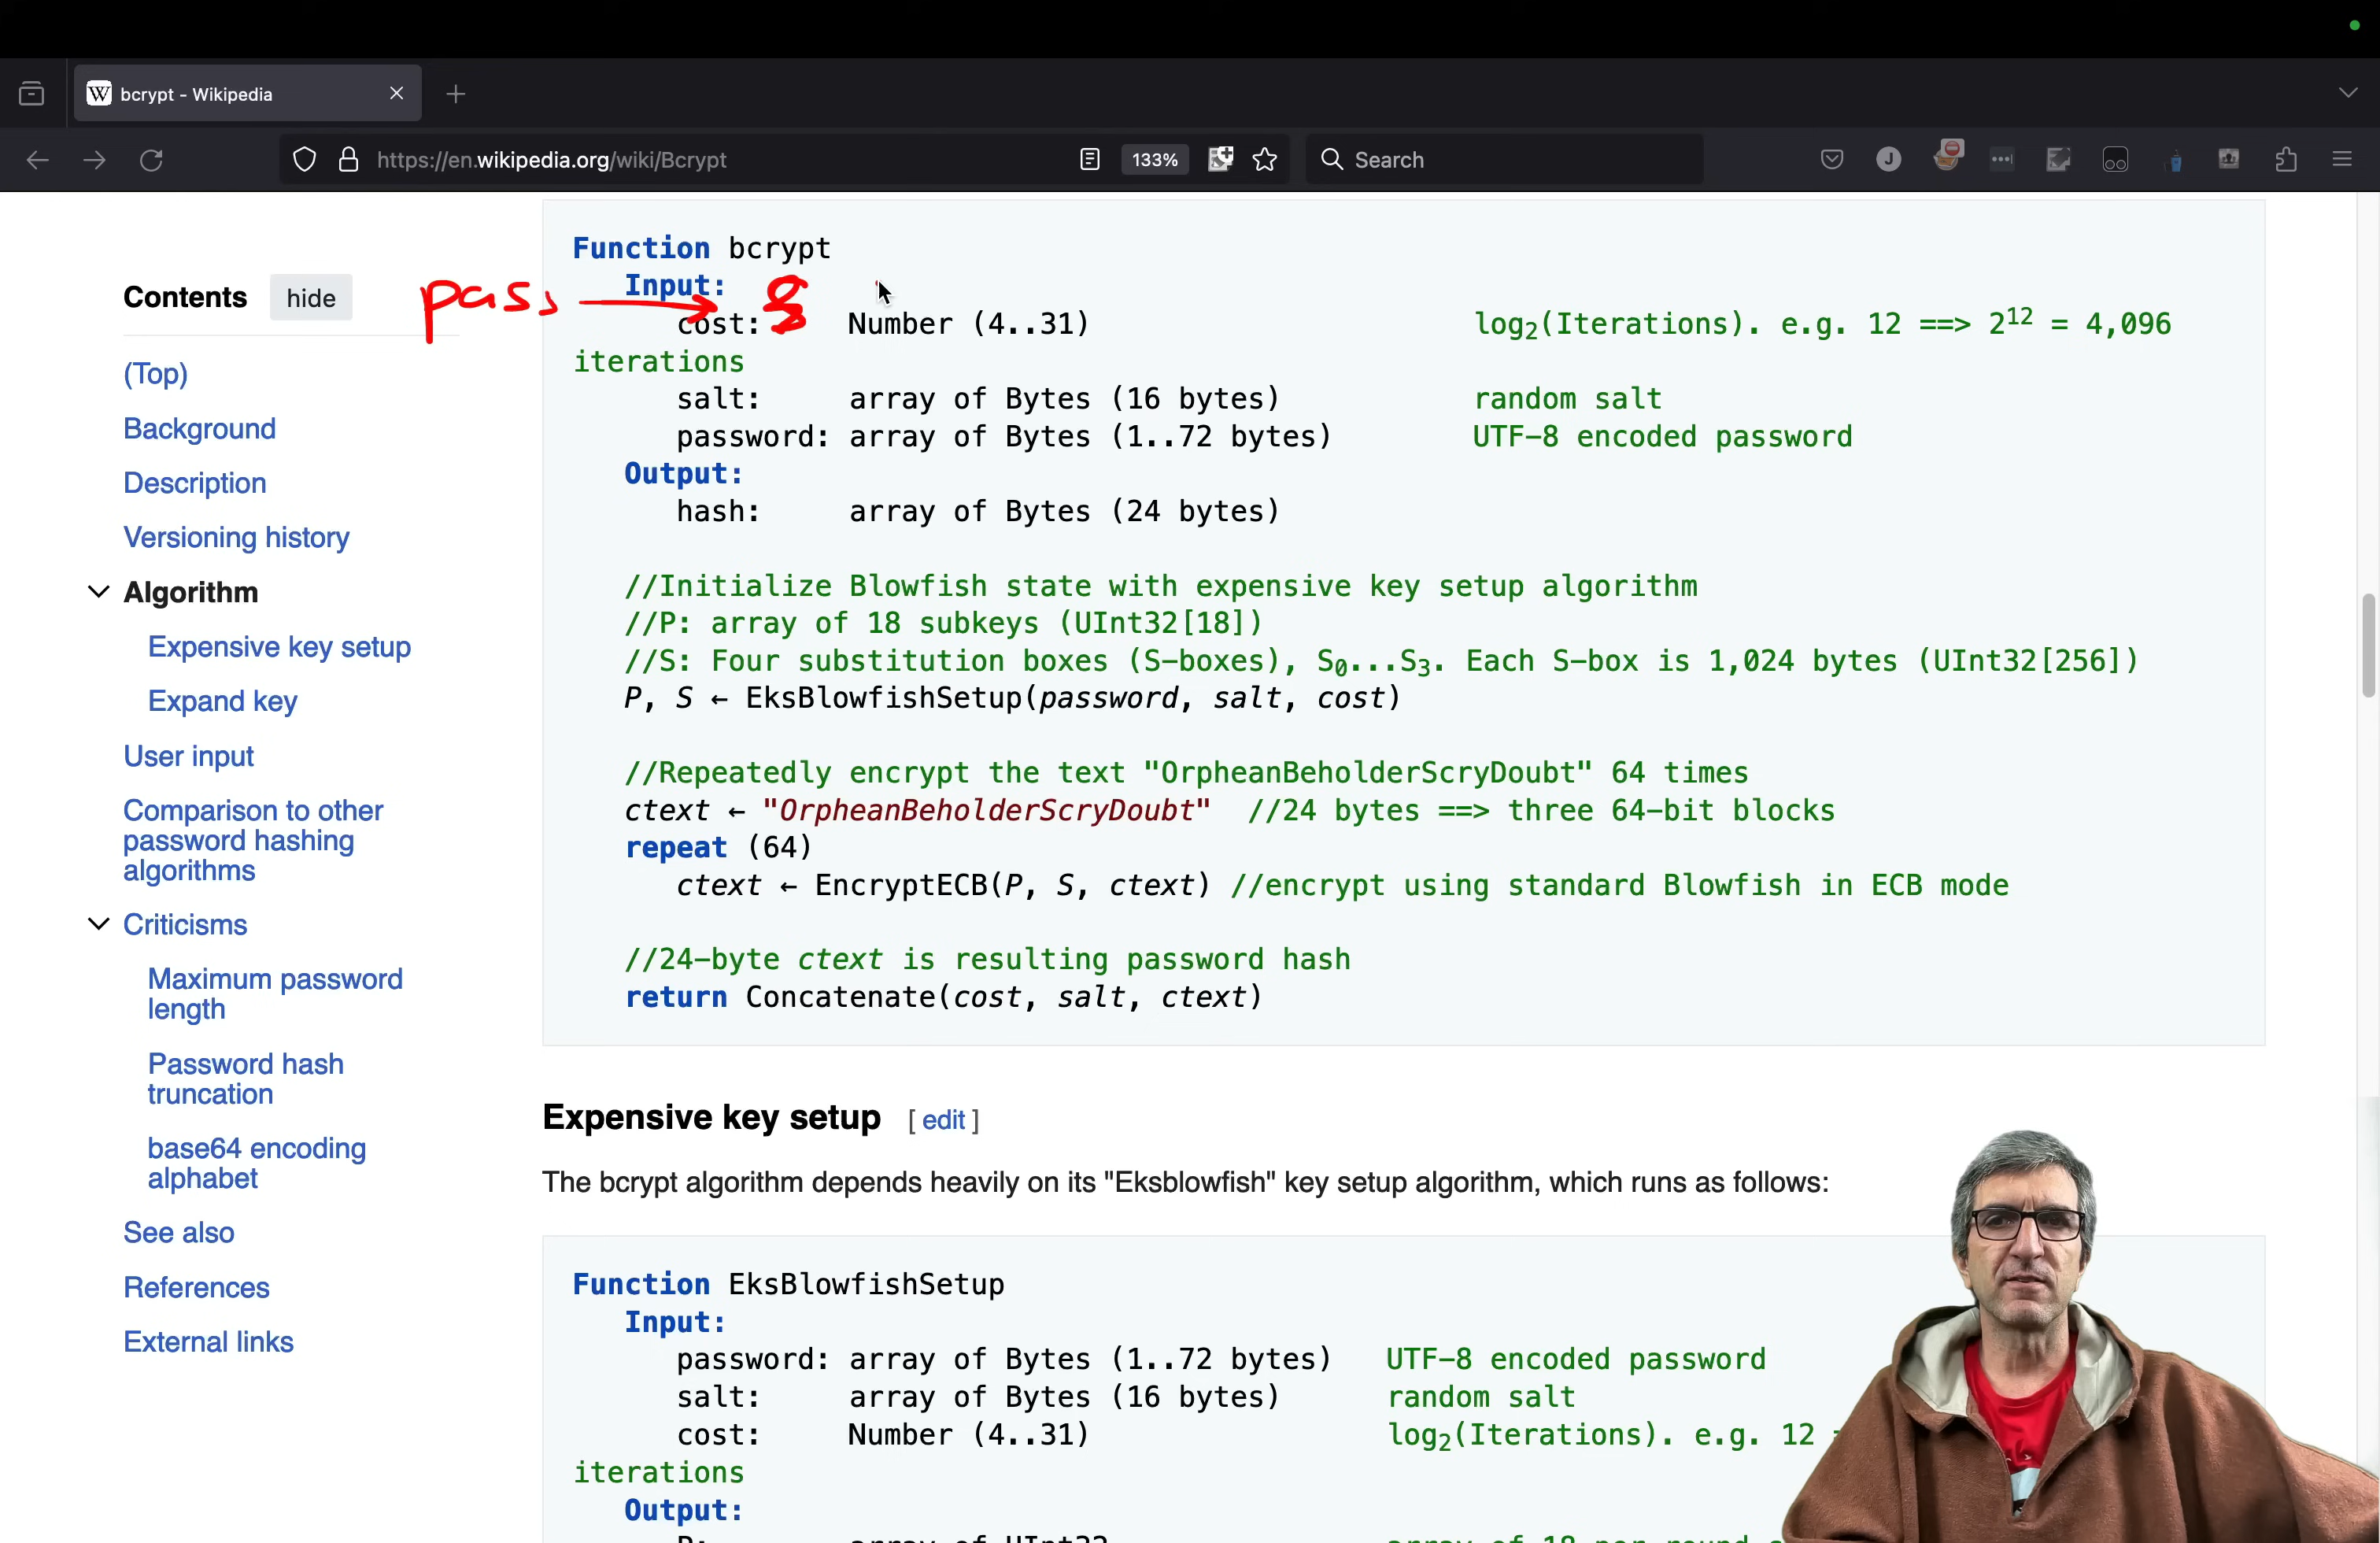 bcrypt - Wikipedia
https://en.wikipedia.org/wiki/Bcrypt
133%
Search
J
Contents
hide
(Top)
Background
Description
Versioning history
Algorithm
Expensive key setup
Expand key
User input
Comparison to other
password hashing
algorithms
Criticisms
Maximum password
length
Password hash
truncation
base64 encoding
alphabet
See also
References
External links
pass
Function bcrypt
Input:
cost: Number (4..31) log₂(Iterations). e.g. 12 ==> 2¹² = 4,096
iterations
salt: array of Bytes (16 bytes) random salt
password: array of Bytes (1..72 bytes) UTF-8 encoded password
Output:
hash: array of Bytes (24 bytes)
//Initialize Blowfish state with expensive key setup algorithm
//P: array of 18 subkeys (UInt32[18])
//S: Four substitution boxes (S-boxes), S₀...S₃. Each S-box is 1,024 bytes (UInt32[256])
P, S ← EksBlowfishSetup(password, salt, cost)
//Repeatedly encrypt the text "OrpheanBeholderScryDoubt" 64 times
ctext ← "OrpheanBeholderScryDoubt" //24 bytes ==> three 64-bit blocks
repeat (64)
ctext ← EncryptECB(P, S, ctext) //encrypt using standard Blowfish in ECB mode
//24-byte ctext is resulting password hash
return Concatenate(cost, salt, ctext)
Expensive key setup [ edit ]
The bcrypt algorithm depends heavily on its "Eksblowfish" key setup algorithm, which runs as follows:
Function EksBlowfishSetup
Input:
password: array of Bytes (1..72 bytes) UTF-8 encoded password
salt: array of Bytes (16 bytes) random salt
cost: Number (4..31) log₂(Iterations). e.g. 12
iterations
Output:
P: array of UInt32 array of 18 per-round